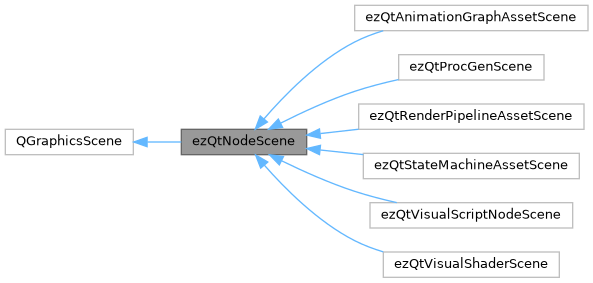 ezQtAnimationGraphAssetScene
ezQtProcGenScene
ezQtRenderPipelineAssetScene
QGraphicsScene
ezQtNodeScene
ezQtStateMachineAssetScene
ezQtVisualScriptNodeScene
ezQtVisualShaderScene